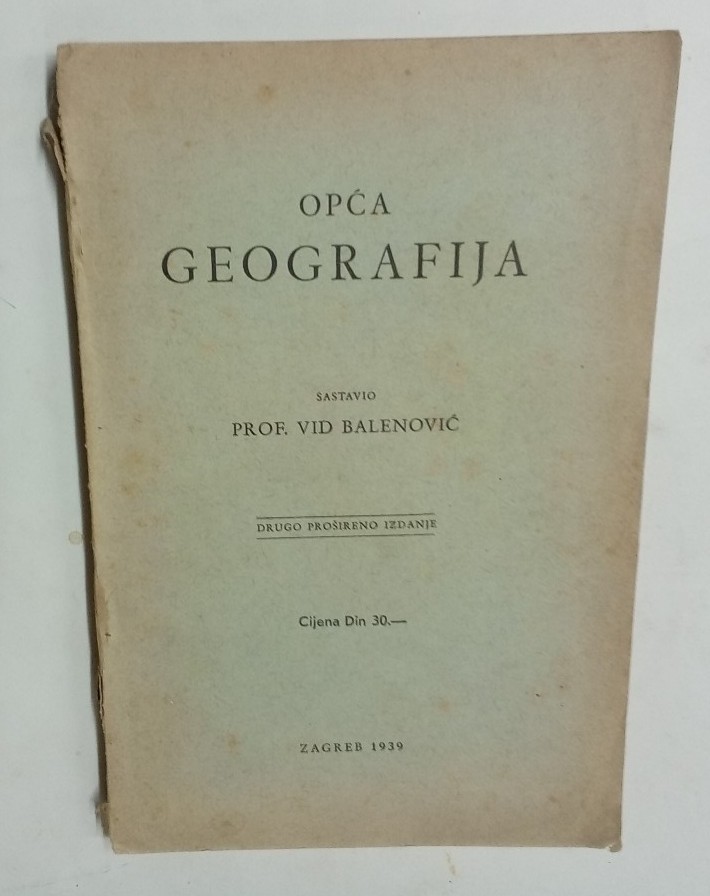 OPĆA
GEOGRAFIJA
SASTAVIO
PROF. VID BALENOVIĆ
DRUGO PROŠIRENO IZDANJE
Cijena Din 30.—
ZAGREB 1939